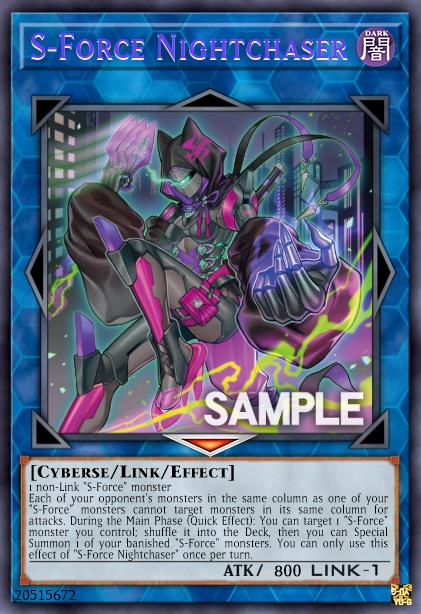 S-Force Nightchaser
DARK
闇
SAMPLE
[Cyberse/Link/Effect]
1 non-Link "S-Force" monster
Each of your opponent's monsters in the same column as one of your
"S-Force" monsters cannot target monsters in its same column for
attacks. During the Main Phase (Quick Effect): You can target 1 "S-Force"
monster you control; shuffle it into the Deck, then you can Special
Summon 1 of your banished "S-Force" monsters. You can only use this
effect of "S-Force Nightchaser" once per turn.
ATK/ 800 LINK-1
20515672